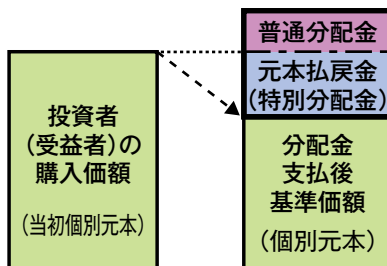 普通分配金
元本払戻金
(特別分配金)
投資者
(受益者)の
購入価額
(当初個別元本)
分配金
支払後
基準価額
(個別元本)